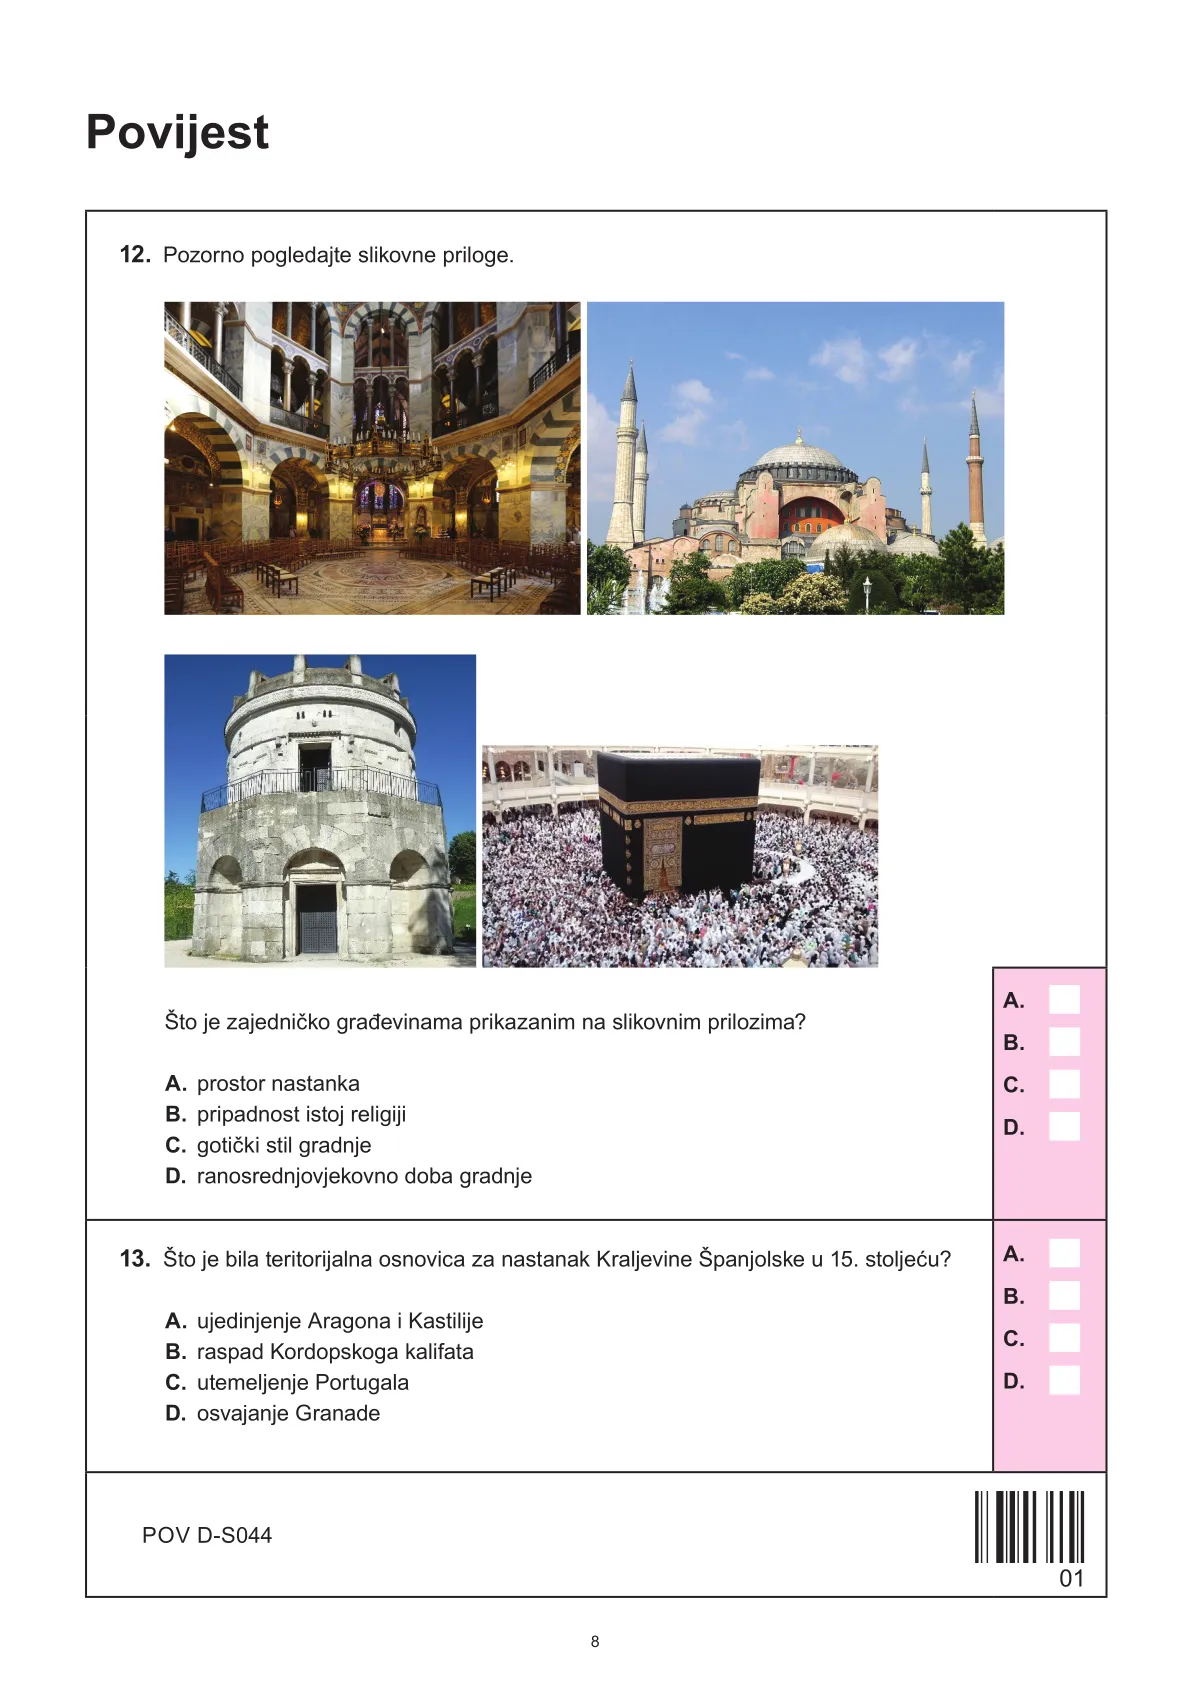 Povijest
12. Pozorno pogledajte slikovne priloge.
Što je zajedničko građevinama prikazanim na slikovnim prilozima?
A. prostor nastanka
B. pripadnost istoj religiji
C. gotički stil gradnje
D. ranosrednjovjekovno doba gradnje
A.
B.
C.
D.
13. Što je bila teritorijalna osnovica za nastanak Kraljevine Španjolske u 15. stoljeću?
A. ujedinjenje Aragona i Kastilije
B. raspad Kordopskoga kalifata
C. utemeljenje Portugala
D. osvajanje Granade
A.
B.
C.
D.
POV D-S044
01
8